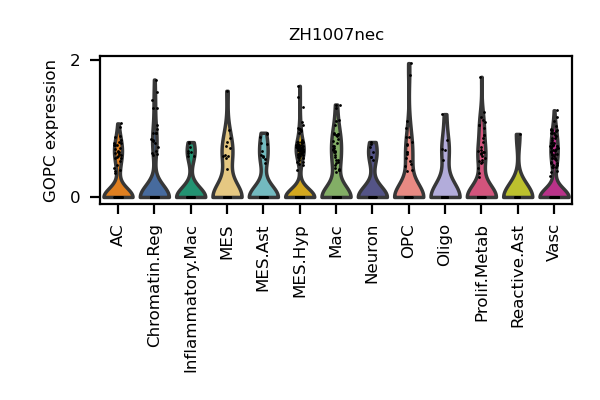 ZH1007nec
GOPC expression
2
0
AC
Chromatin.Reg
Inflammatory.Mac
MES
MES.Ast
MES.Hyp
Mac
Neuron
OPC
Oligo
Prolif.Metab
Reactive.Ast
Vasc